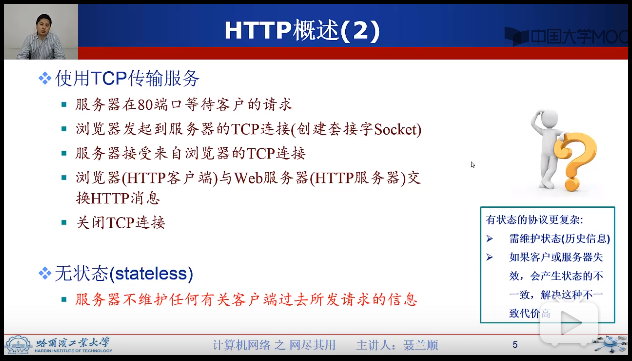 HTTP概述(2)
中国大学MOO
使用TCP传输服务
服务器在80端口等待客户的请求
浏览器发起到服务器的TCP连接(创建套接字Socket)
服务器接受来自浏览器的TCP连接
浏览器(HTTP客户端)与Web服务器(HTTP服务器)交
换HTTP消息
关闭TCP连接
无状态(stateless)
服务器不维护任何有关客户端过去所发请求的信息
有状态的协议更复杂:
需维护状态(历史信息)
如果客户或服务器失
效，会产生状态的不
一致，解决这种不一
致代价高
哈尔滨工业大学
HARBIN INSTITUTE OF TECHNOLOGY
计算机网络 之 网尽其用 主讲人：聂兰顺
5